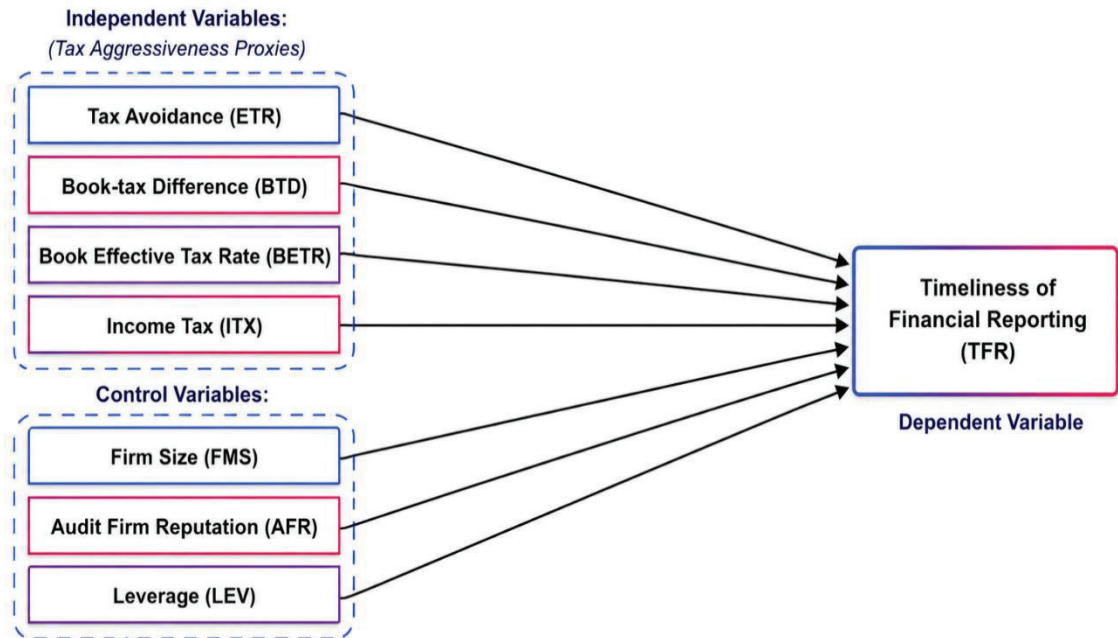 Independent Variables:
(Tax Aggressiveness Proxies)
Tax Avoidance (ETR)
Book-tax Difference (BTD)
Book Effective Tax Rate (BETR)
Income Tax (ITX)
Control Variables:
Firm Size (FMS)
Audit Firm Reputation (AFR)
Leverage (LEV)
Timeliness of
Financial Reporting
(TFR)
Dependent Variable